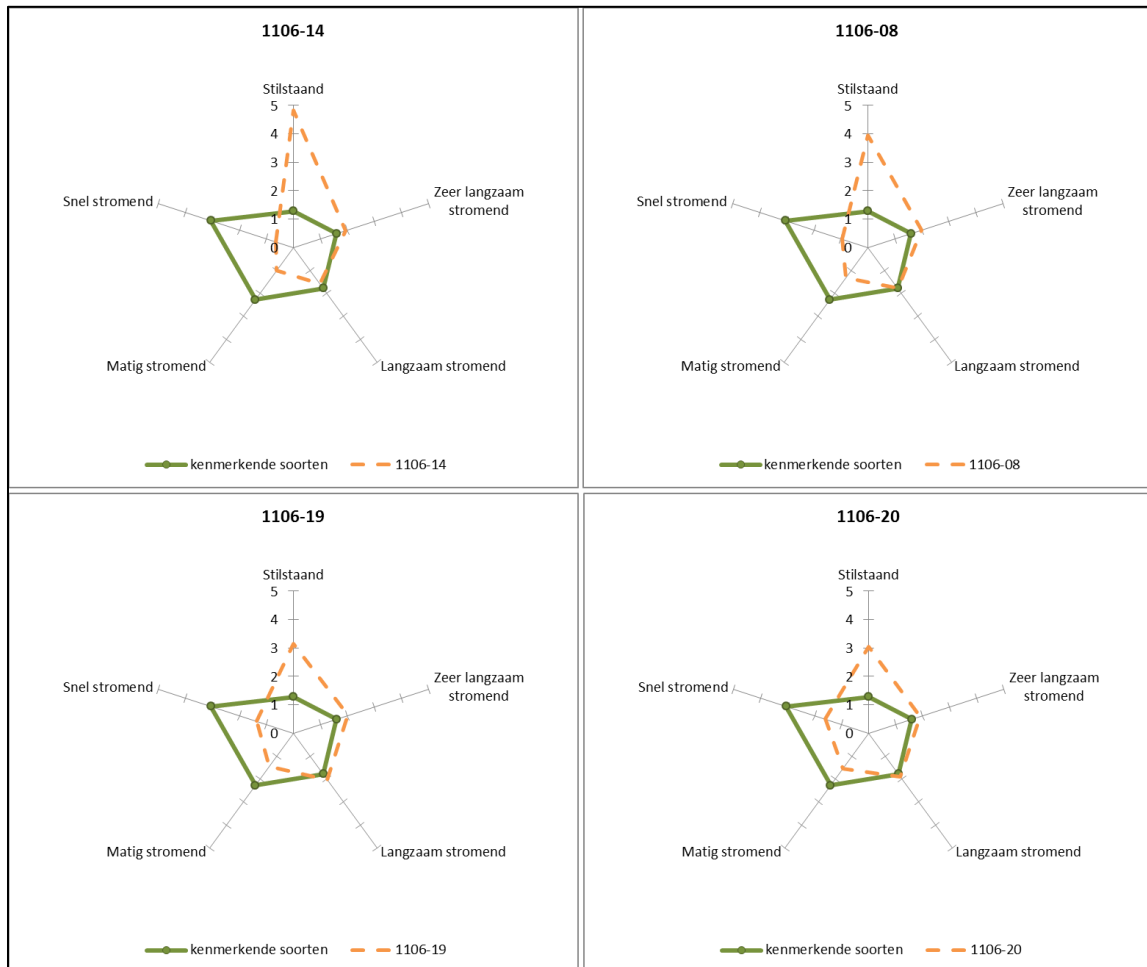 1106-14
Stilstaand
5
4
3
2
1
0
Zeer langzaam
stromend
Langzaam stromend
Matig stromend
Snel stromend
kenmerkende soorten
1106-14
1106-08
Stilstaand
5
4
3
2
1
0
Zeer langzaam
stromend
Langzaam stromend
Matig stromend
Snel stromend
kenmerkende soorten
1106-08
1106-19
Stilstaand
5
4
3
2
1
0
Zeer langzaam
stromend
Langzaam stromend
Matig stromend
Snel stromend
kenmerkende soorten
1106-19
1106-20
Stilstaand
5
4
3
2
1
0
Zeer langzaam
stromend
Langzaam stromend
Matig stromend
Snel stromend
kenmerkende soorten
1106-20